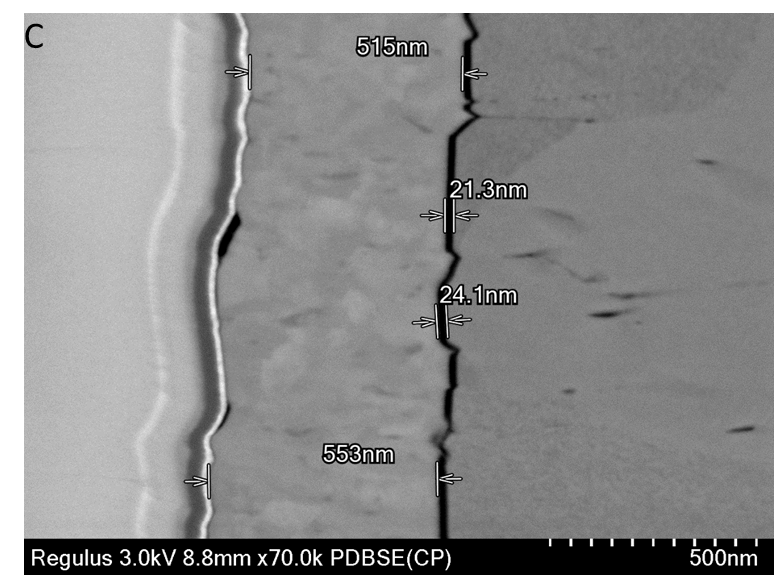 C
515nm
21.3nm
24.1nm
553nm
Regulus 3.0kV 8.8mm x70.0k PDBSE(CP) 500nm